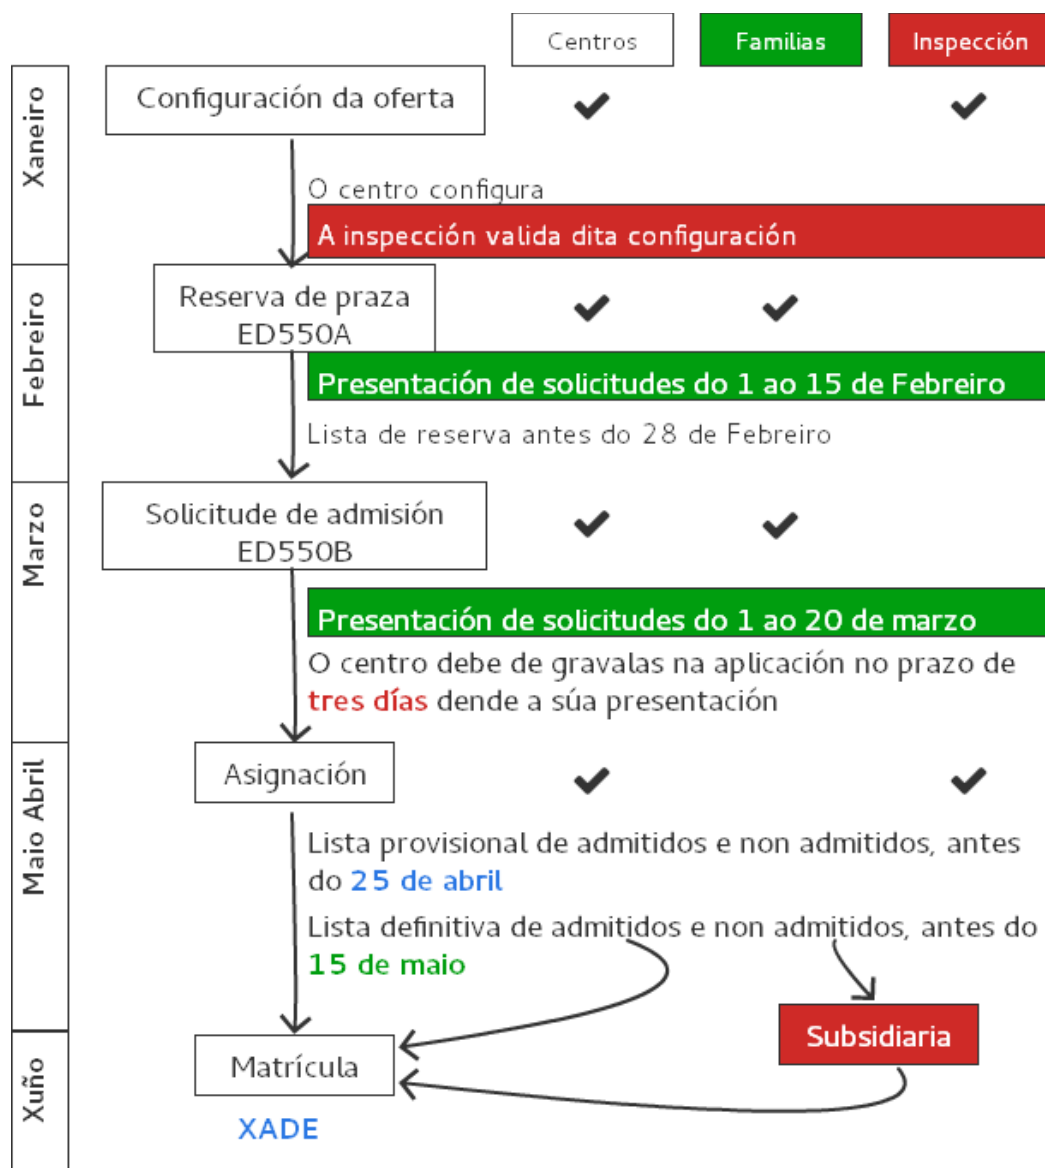 Centros
Familias
Inspección
Xaneiro
Configuración da oferta
O centro configura
A inspección valida dita configuración
Febreiro
Reserva de praza
ED550A
Presentación de solicitudes do 1 ao 15 de Febreiro
Lista de reserva antes do 28 de Febreiro
Marzo
Solicitude de admisión
ED550B
Presentación de solicitudes do 1 ao 20 de marzo
O centro debe de gravalas na aplicación no prazo de
tres días dende a súa presentación
Maio Abril
Asignación
Lista provisional de admitidos e non admitidos, antes
do 25 de abril
Lista definitiva de admitidos e non admitidos, antes do
15 de maio
Subsidiaria
Xuño
Matrícula
XADE